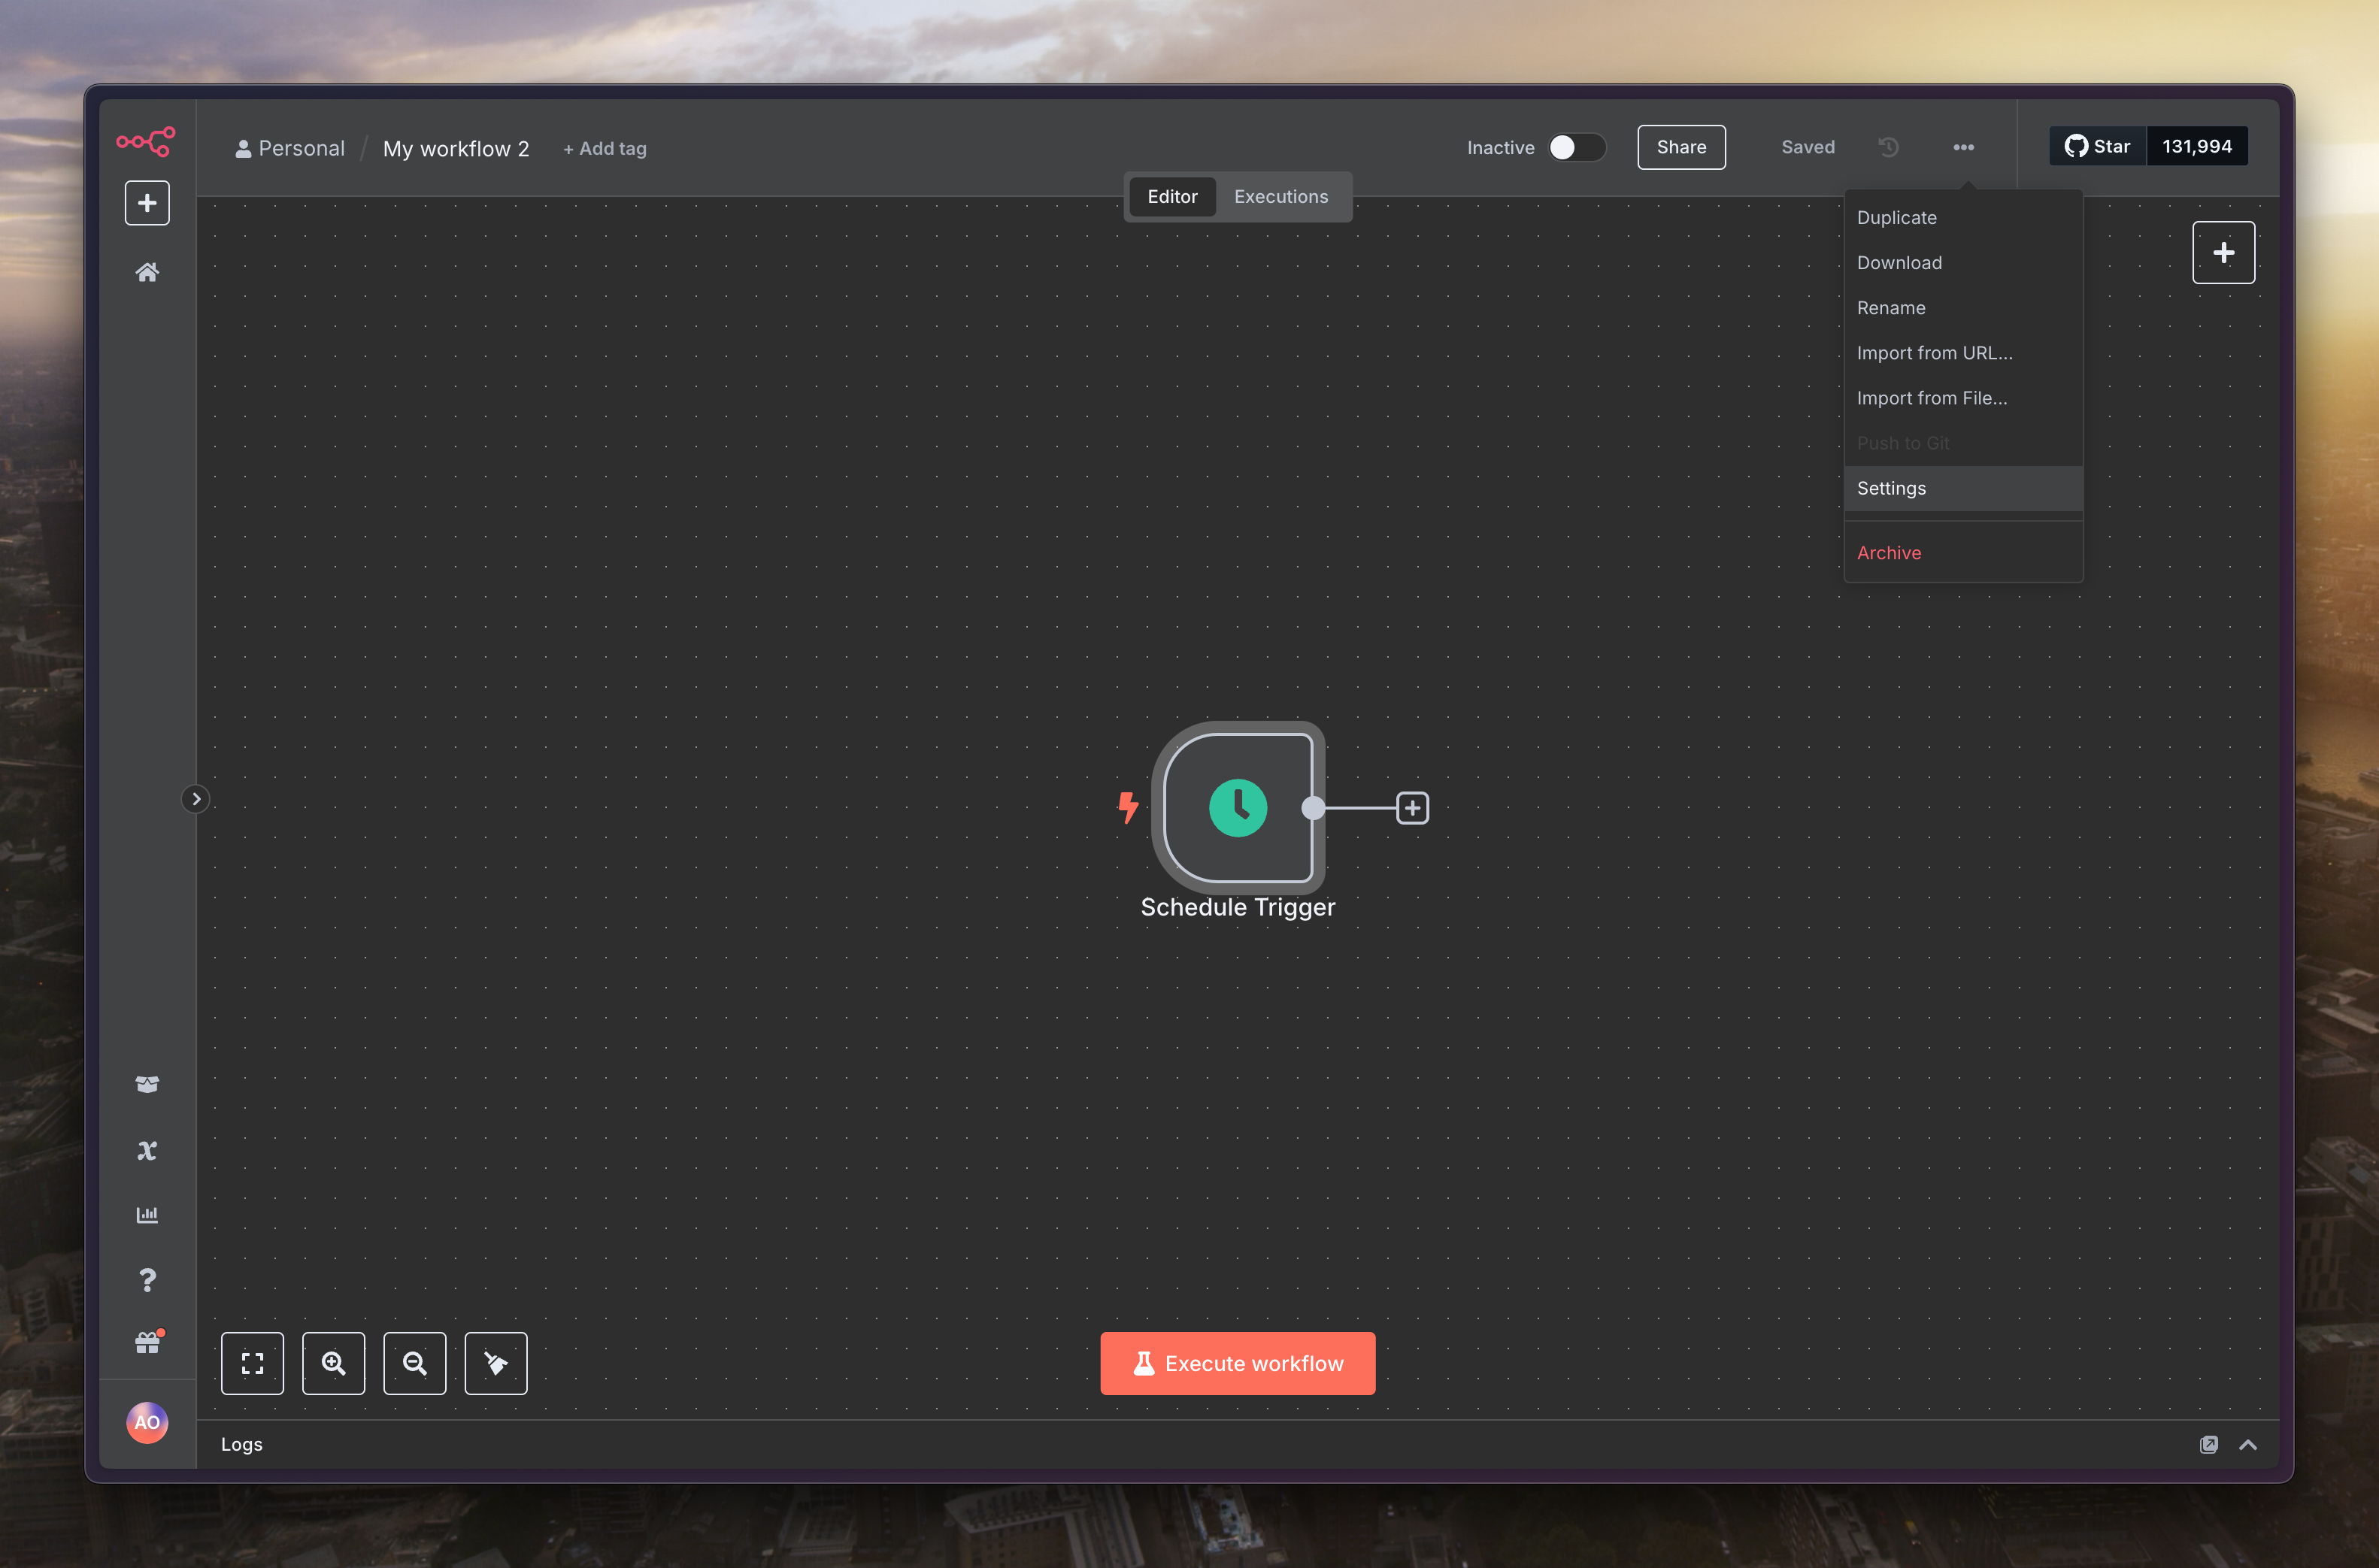 Personal / My workflow 2 + Add tag
Inactive
Share
Saved
Star 131,994
Editor Executions
Duplicate
Download
Rename
Import from URL...
Import from File...
Push to Git
Settings
Archive
Schedule Trigger
Execute workflow
AO
Logs